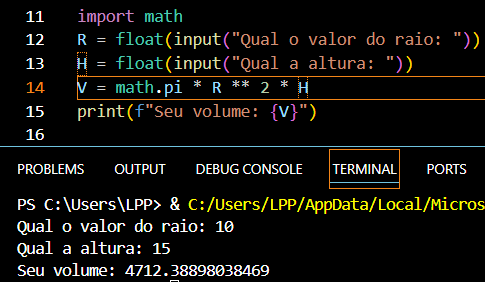 11 import math
12 R = float(input("Qual o valor do raio: "))
13 H = float(input("Qual a altura: "))
14 V = math.pi * R ** 2 * H
15 print(f"Seu volume: {V}")
16
PROBLEMS OUTPUT DEBUG CONSOLE TERMINAL PORTS
PS C:\Users\LPP> & C:/Users/LPP/AppData/Local/Micros
Qual o valor do raio: 10
Qual a altura: 15
Seu volume: 4712.38898038469